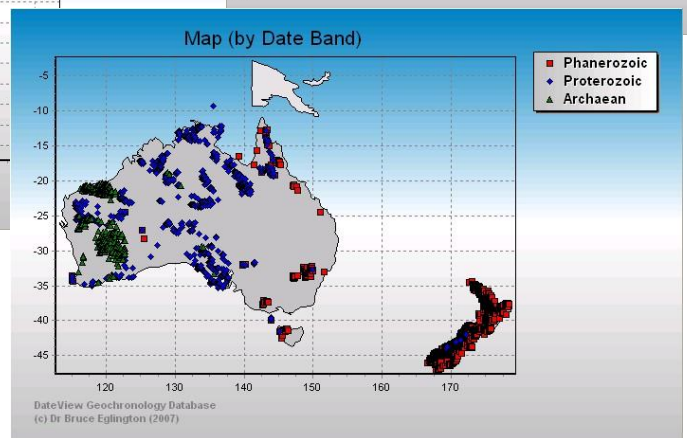 Map (by Date Band)
Phanerozoic
Proterozoic
Archaean
-5
-10
-15
-20
-25
-30
-35
-40
-45
120 130 140 150 160 170
DateView Geochronology Database
(c) Dr Bruce Eglington (2007)